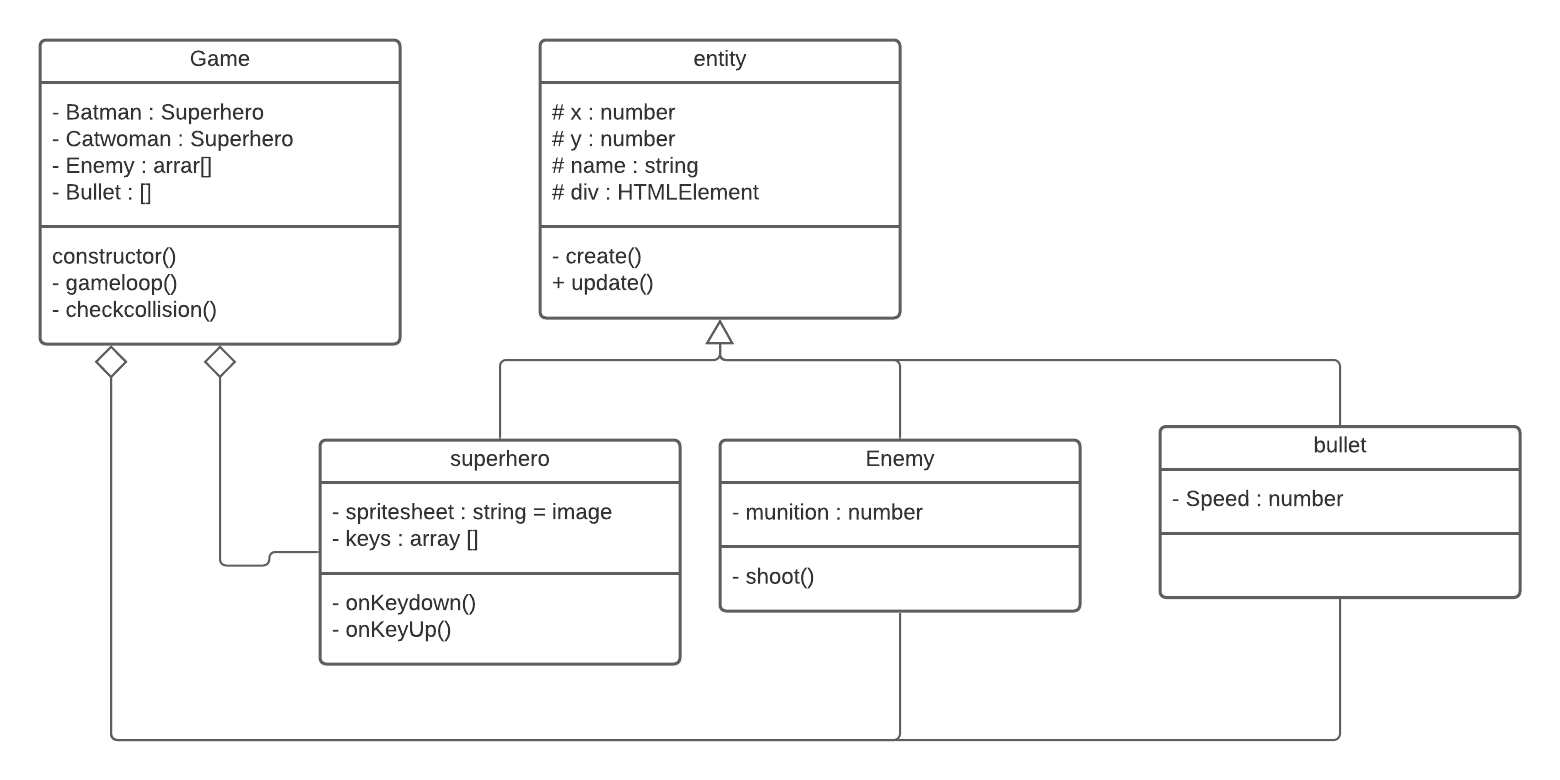 Game
- Batman : Superhero
- Catwoman : Superhero
- Enemy : arrar[]
- Bullet : []
constructor()
- gameloop()
- checkcollision()
entity
# x : number
# y : number
# name : string
# div : HTMLElement
- create()
+ update()
superhero
- spritesheet : string = image
- keys : array []
- onKeydown()
- onKeyUp()
Enemy
- munition : number
- shoot()
bullet
- Speed : number